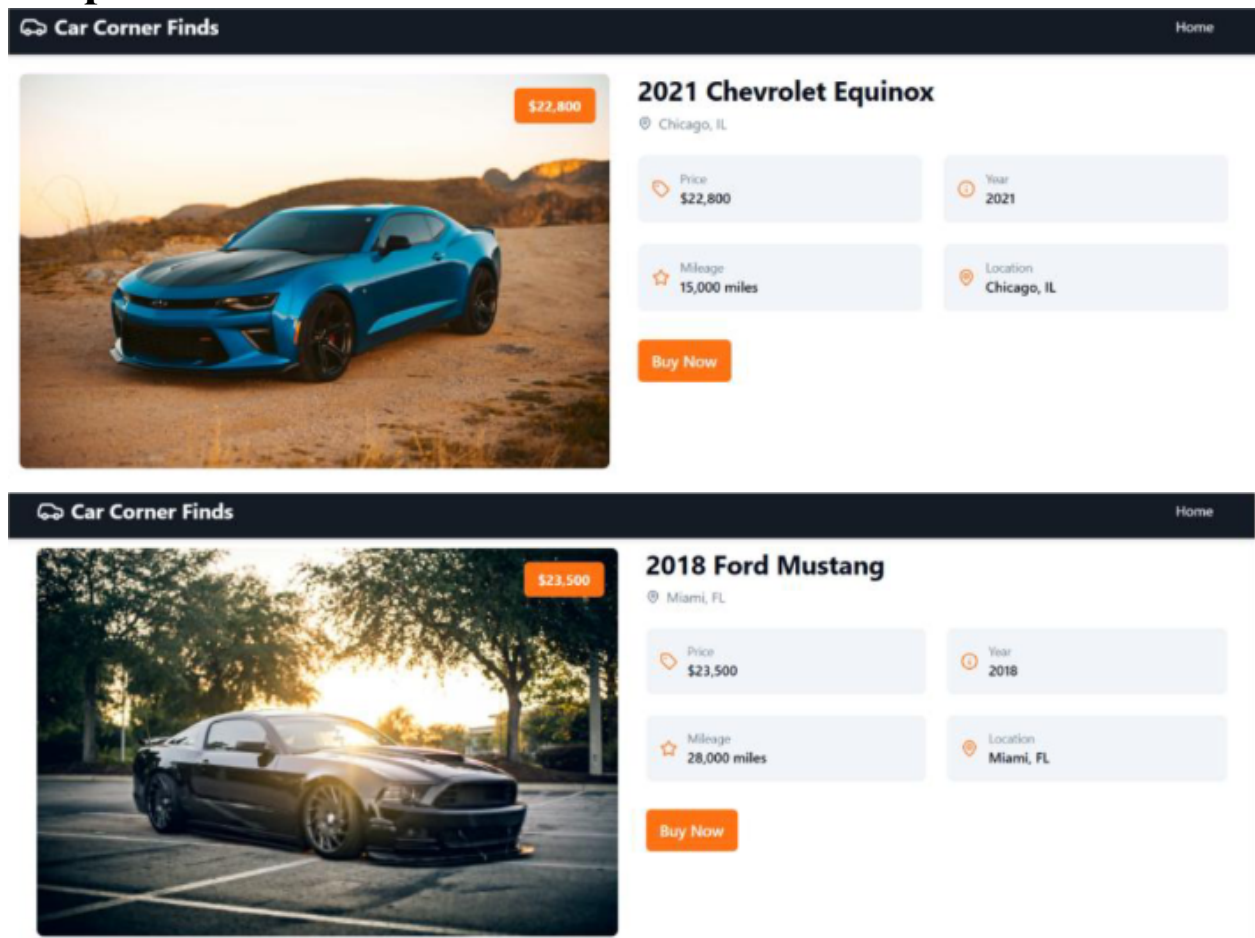 Car Corner Finds
Home
$22,800
2021 Chevrolet Equinox
Chicago, IL
Price
$22,800
Year
2021
Mileage
15,000 miles
Location
Chicago, IL
Buy Now
Car Corner Finds
Home
$23,500
2018 Ford Mustang
Miami, FL
Price
$23,500
Year
2018
Mileage
28,000 miles
Location
Miami, FL
Buy Now